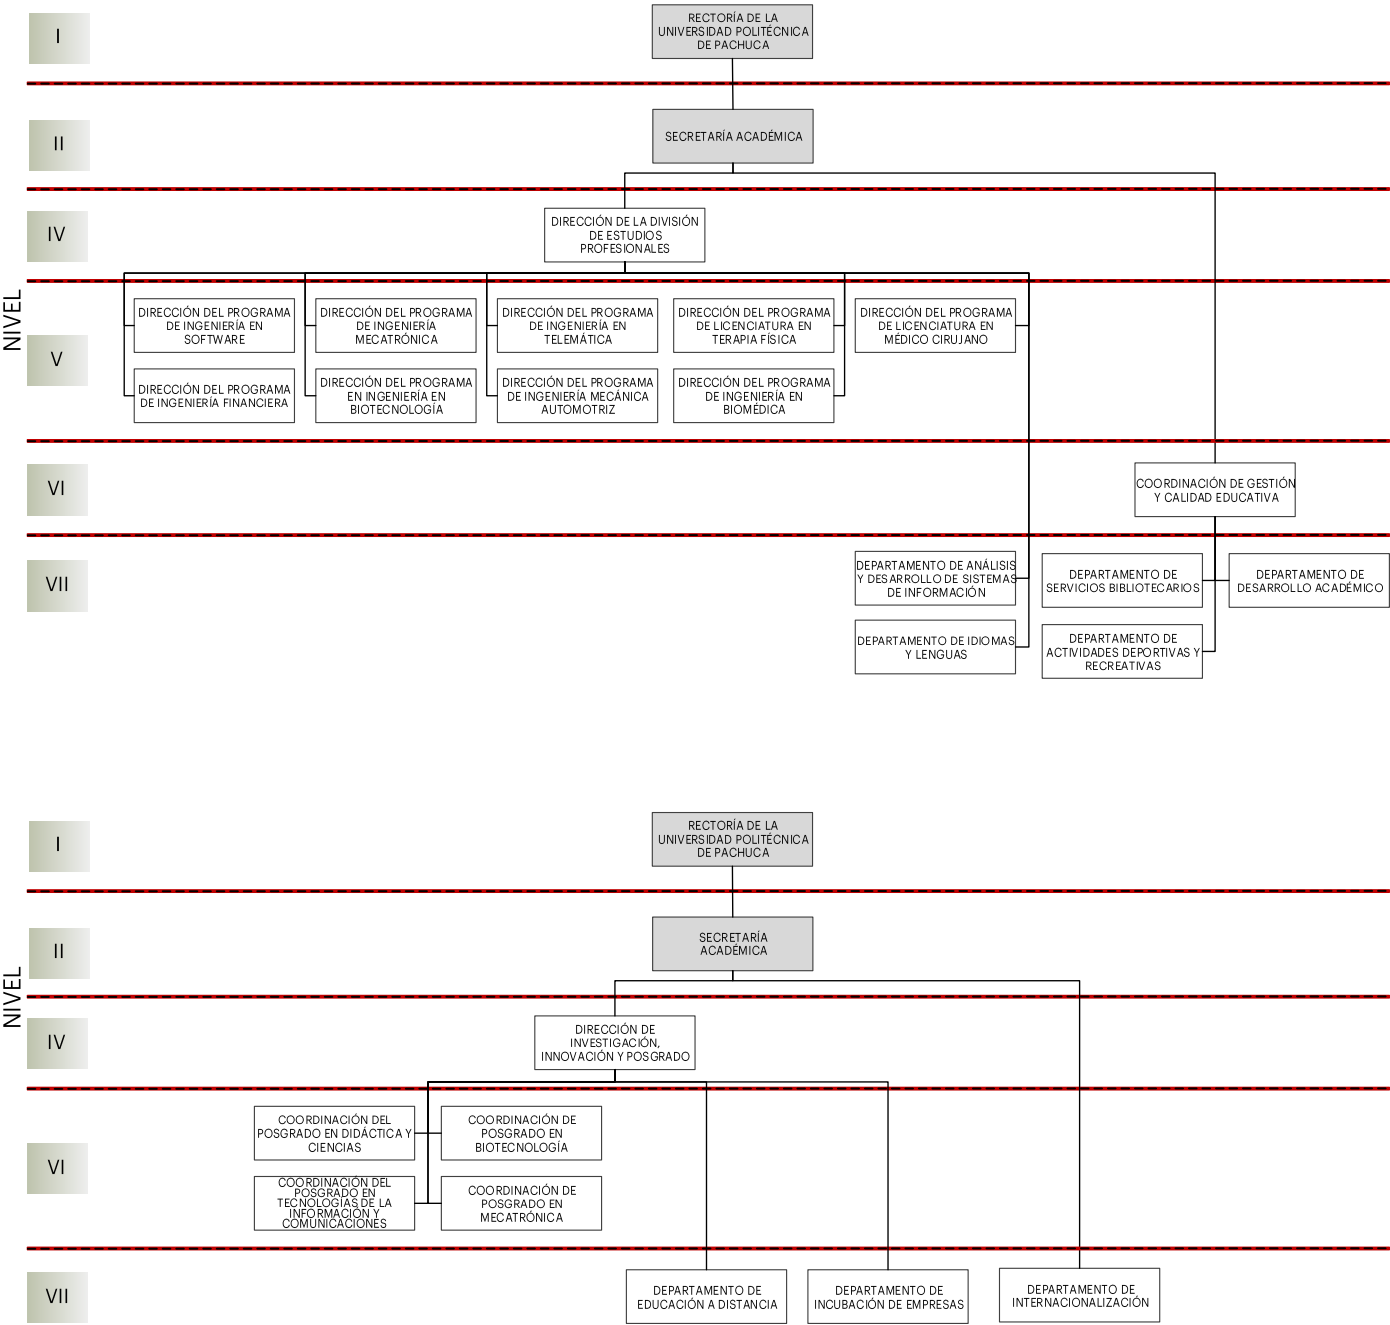 I
RECTORÍA DE LA
UNIVERSIDAD POLITÉCNICA
DE PACHUCA
II
SECRETARÍA ACADÉMICA
IV
DIRECCIÓN DE LA DIVISIÓN
DE ESTUDIOS
PROFESIONALES
NIVEL
V
DIRECCIÓN DEL PROGRAMA
DE INGENIERÍA EN
SOFTWARE
DIRECCIÓN DEL PROGRAMA
DE INGENIERÍA
MECATRÓNICA
DIRECCIÓN DEL PROGRAMA
DE INGENIERÍA EN
TELEMÁTICA
DIRECCIÓN DEL PROGRAMA
DE LICENCIATURA EN
TERAPIA FÍSICA
DIRECCIÓN DEL PROGRAMA
DE LICENCIATURA EN
MÉDICO CIRUJANO
DIRECCIÓN DEL PROGRAMA
DE INGENIERÍA FINANCIERA
DIRECCIÓN DEL PROGRAMA
EN INGENIERÍA EN
BIOTECNOLOGÍA
DIRECCIÓN DEL PROGRAMA
DE INGENIERÍA MECÁNICA
AUTOMOTRIZ
DIRECCIÓN DEL PROGRAMA
DE INGENIERÍA EN
BIOMÉDICA
VI
COORDINACIÓN DE GESTIÓN
Y CALIDAD EDUCATIVA
VII
DEPARTAMENTO DE ANÁLISIS
Y DESARROLLO DE SISTEMAS
DE INFORMACIÓN
DEPARTAMENTO DE
SERVICIOS BIBLIOTECARIOS
DEPARTAMENTO DE
DESARROLLO ACADÉMICO
DEPARTAMENTO DE IDIOMAS
Y LENGUAS
DEPARTAMENTO DE
ACTIVIDADES DEPORTIVAS Y
RECREATIVAS
I
RECTORÍA DE LA
UNIVERSIDAD POLITÉCNICA
DE PACHUCA
II
SECRETARÍA
ACADÉMICA
NIVEL
IV
DIRECCIÓN DE
INVESTIGACIÓN,
INNOVACIÓN Y POSGRADO
VI
COORDINACIÓN DEL
POSGRADO EN DIDÁCTICA Y
CIENCIAS
COORDINACIÓN DE
POSGRADO EN
BIOTECNOLOGÍA
COORDINACIÓN DEL
POSGRADO EN
TECNOLOGÍAS DE LA
INFORMACIÓN Y
COMUNICACIONES
COORDINACIÓN DE
POSGRADO EN
MECATRÓNICA
VII
DEPARTAMENTO DE
EDUCACIÓN A DISTANCIA
DEPARTAMENTO DE
INCUBACIÓN DE EMPRESAS
DEPARTAMENTO DE
INTERNACIONALIZACIÓN